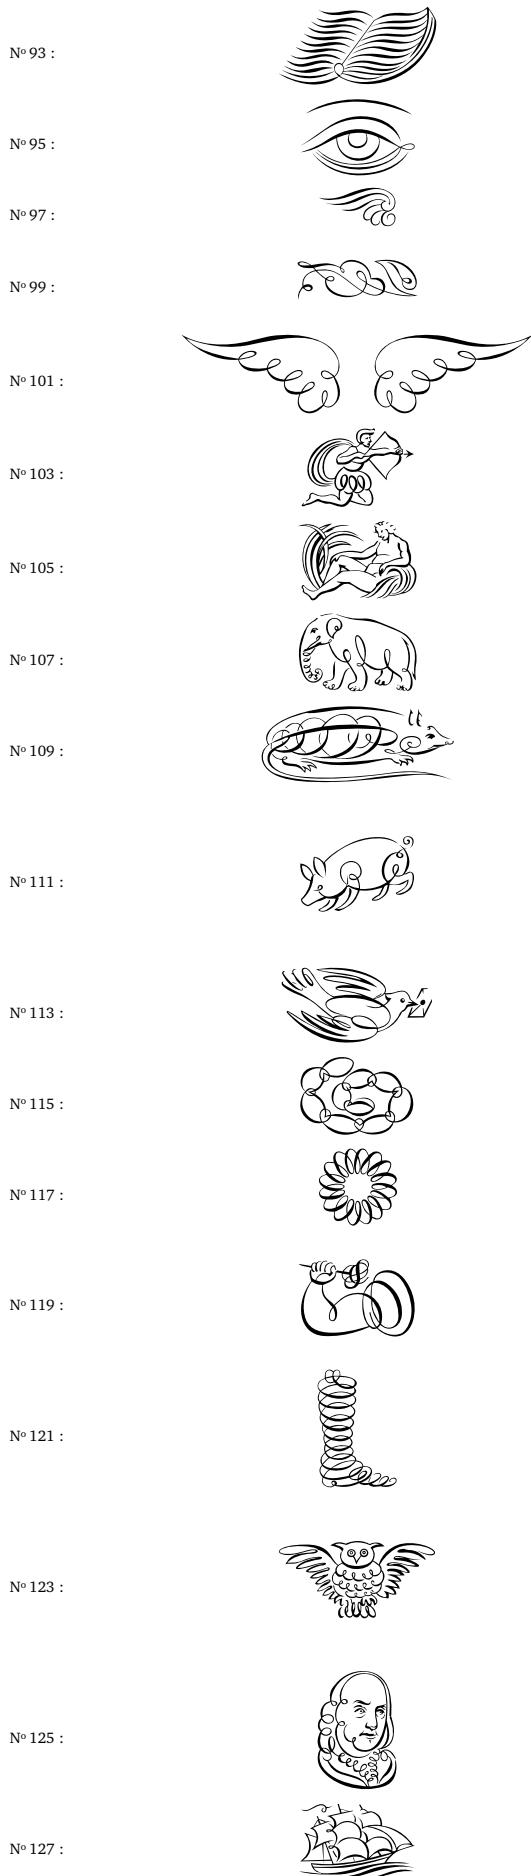 Nº 93 :
Nº 95 :
Nº 97 :
Nº 99 :
Nº 101 :
Nº 103 :
Nº 105 :
Nº 107 :
Nº 109 :
Nº 111 :
Nº 113 :
Nº 115 :
Nº 117 :
Nº 119 :
Nº 121 :
Nº 123 :
Nº 125 :
Nº 127 :